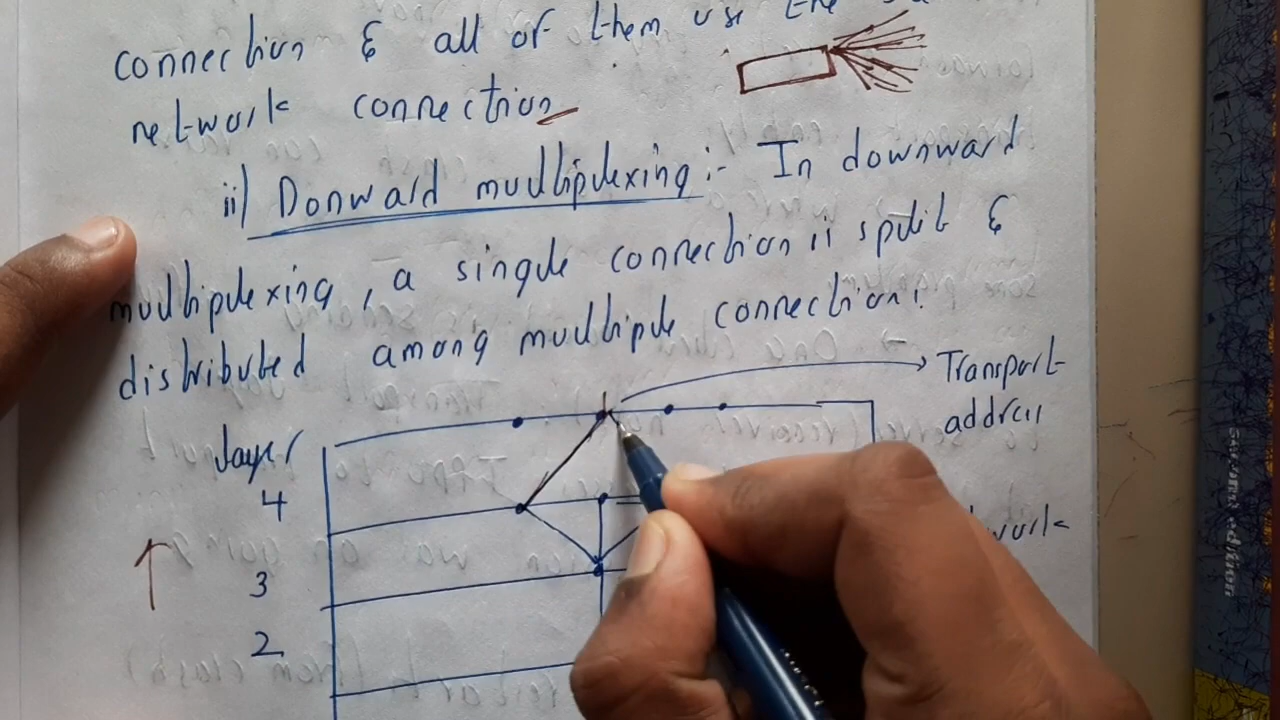 connection & all of them use the
network connection
ii) Donward multiplexing :- In downward
multiplexing, a single connection is split &
distributed among multiple connection:
Transport
address
layer
4
3
2